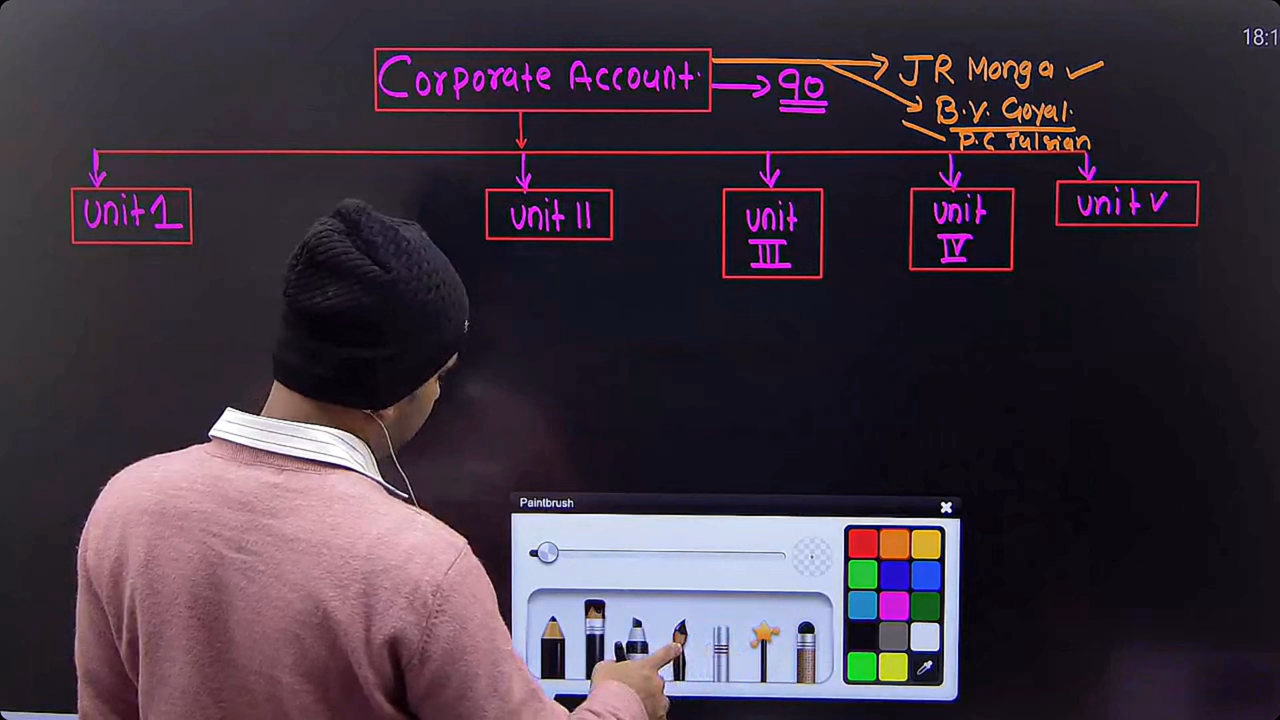 18:1
Corporate Account.
90
JR Monga
B.V. Goyal.
P.C Tulsian
Unit 1
unit II
unit
III
unit
IV
unit V
Paintbrush